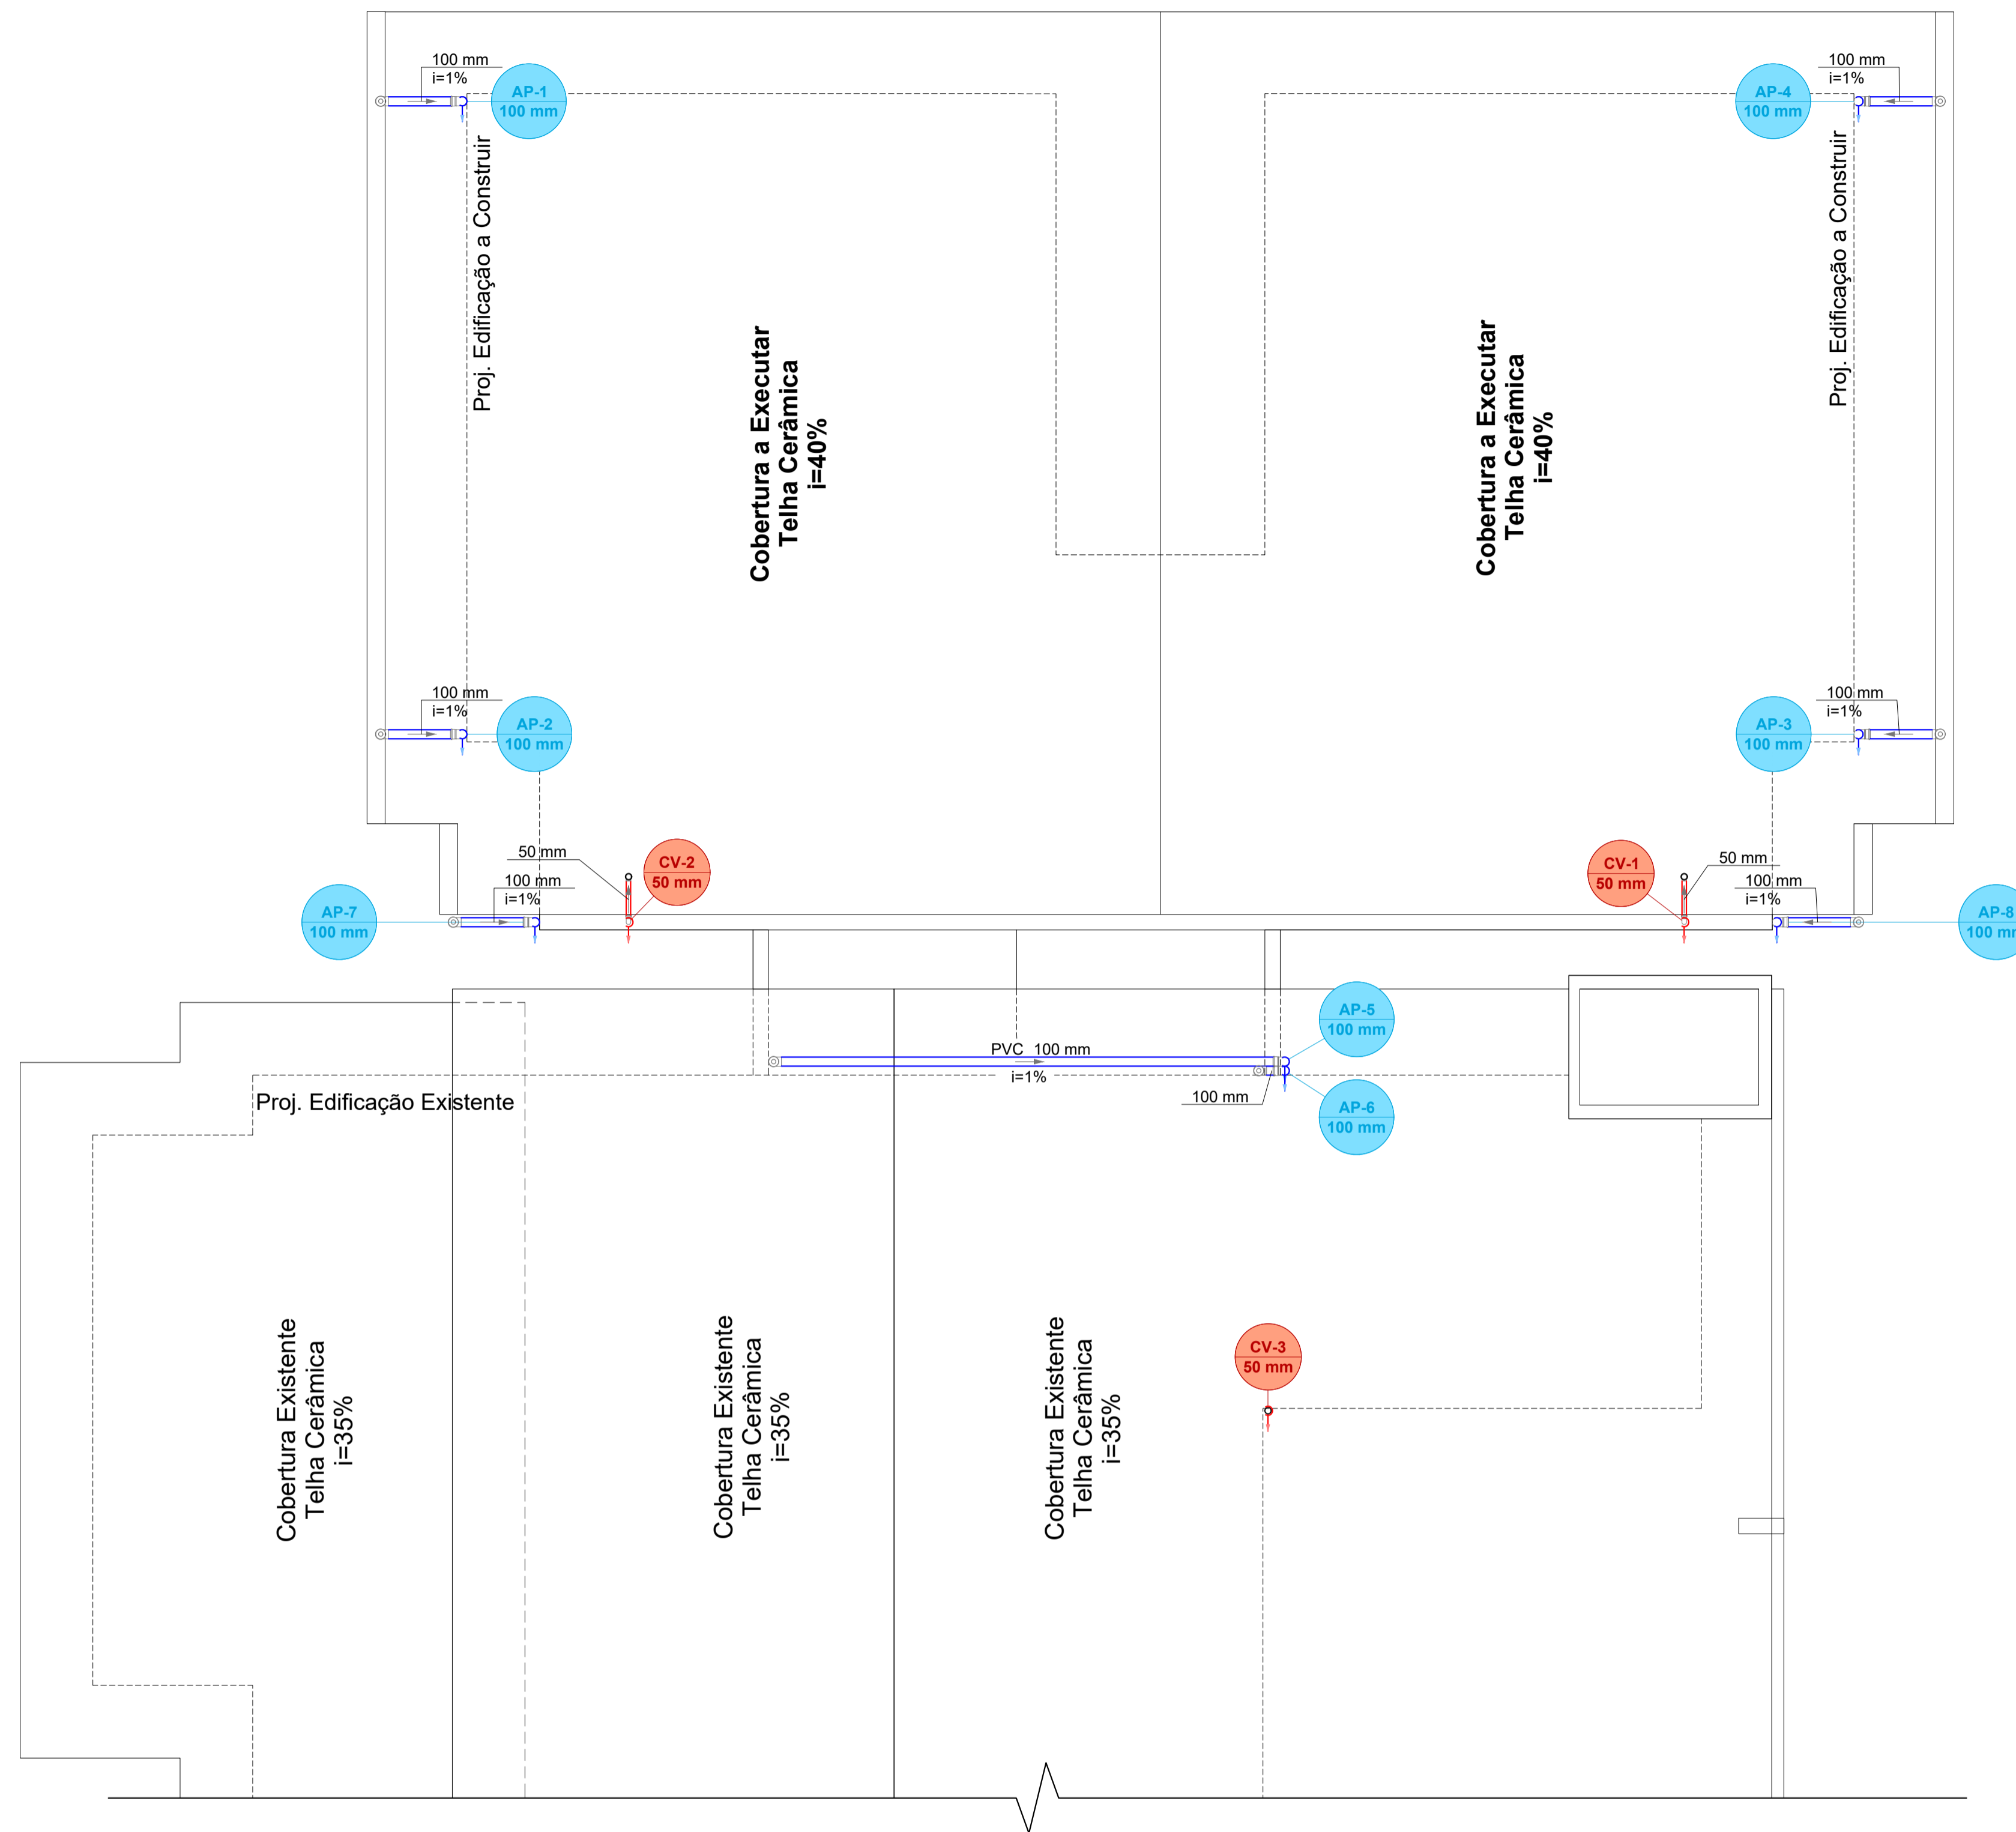 100 mm
i=1%
AP-1
100 mm
AP-4
100 mm
100 mm
i=1%
Proj. Edificação a Construir
Proj. Edificação a Construir
Cobertura a Executar
Telha Cerâmica
i=40%
Cobertura a Executar
Telha Cerâmica
i=40%
100 mm
i=1%
AP-2
100 mm
AP-3
100 mm
100 mm
i=1%
50 mm
CV-2
50 mm
CV-1
50 mm
50 mm
100 mm
i=1%
100 mm
i=1%
AP-7
100 mm
AP-8
100 mm
AP-5
100 mm
PVC 100 mm
i=1%
100 mm
AP-6
100 mm
Proj. Edificação Existente
Cobertura Existente
Telha Cerâmica
i=35%
Cobertura Existente
Telha Cerâmica
i=35%
Cobertura Existente
Telha Cerâmica
i=35%
CV-3
50 mm